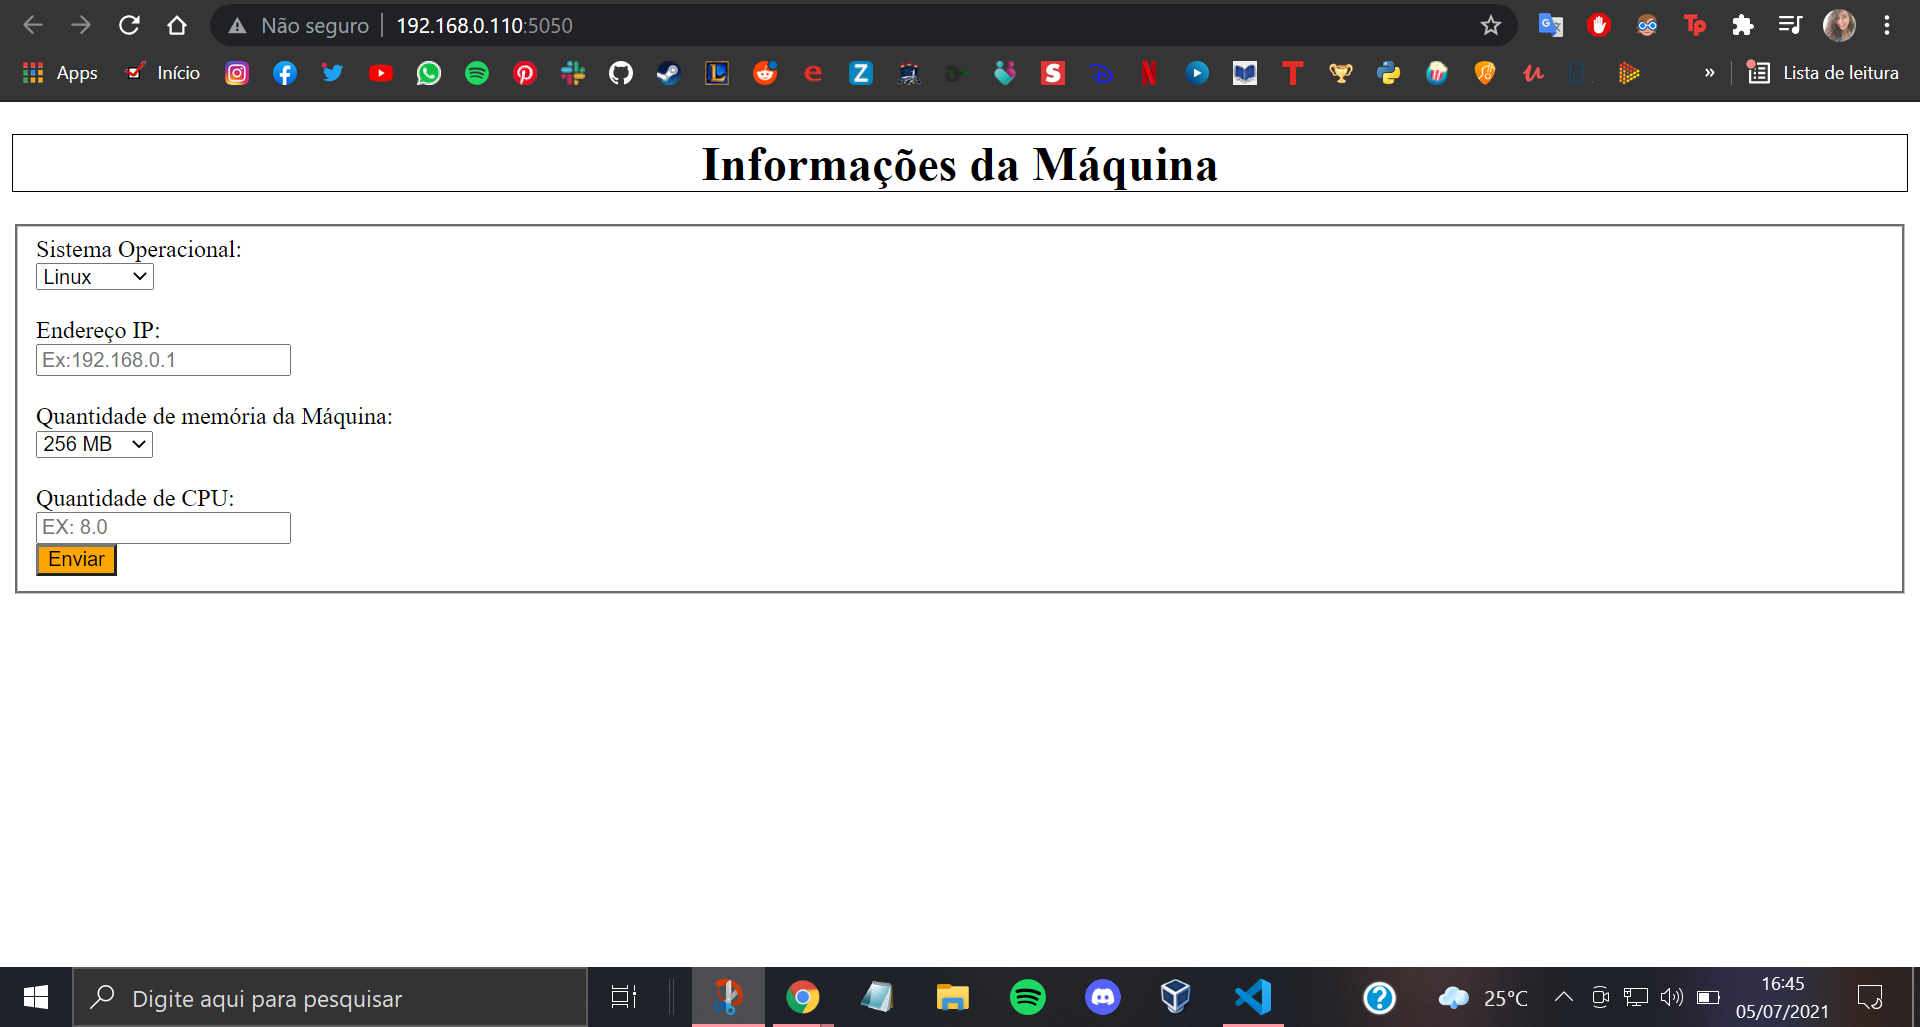 Não seguro 192.168.0.110:5050
Apps Início Lista de leitura
Informações da Máquina
Sistema Operacional:
Linux
Endereço IP:
Ex:192.168.0.1
Quantidade de memória da Máquina:
256 MB
Quantidade de CPU:
EX: 8.0
Enviar
Digite aqui para pesquisar
25°C
16:45
05/07/2021